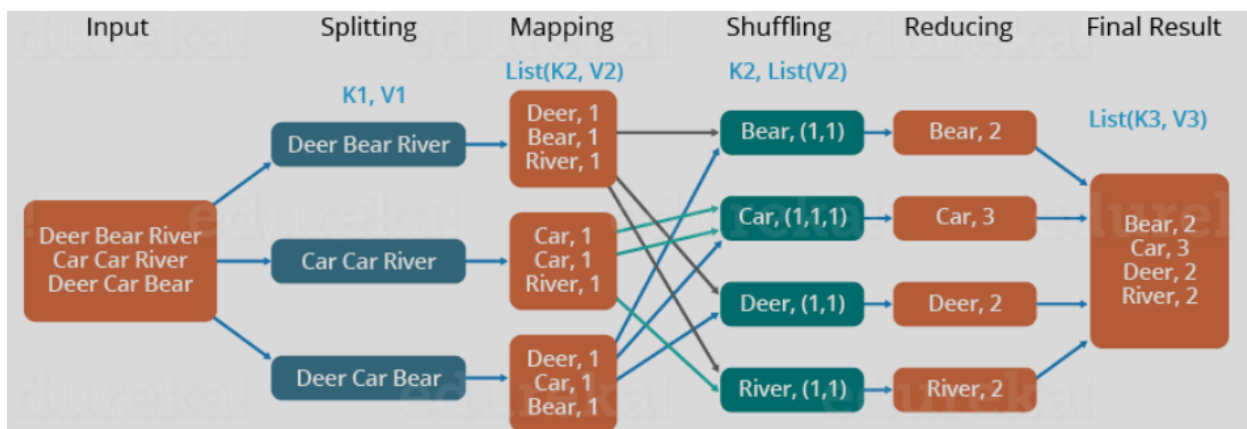 Input
Splitting
Mapping
Shuffling
Reducing
Final Result
K1, V1
List(K2, V2)
K2, List(V2)
List(K3, V3)
Deer Bear River
Car Car River
Deer Car Bear
Deer Bear River
Car Car River
Deer Car Bear
Deer, 1
Bear, 1
River, 1
Car, 1
Car, 1
River, 1
Deer, 1
Car, 1
Bear, 1
Bear, (1,1)
Car, (1,1,1)
Deer, (1,1)
River, (1,1)
Bear, 2
Car, 3
Deer, 2
River, 2
Bear, 2
Car, 3
Deer, 2
River, 2
edureka!